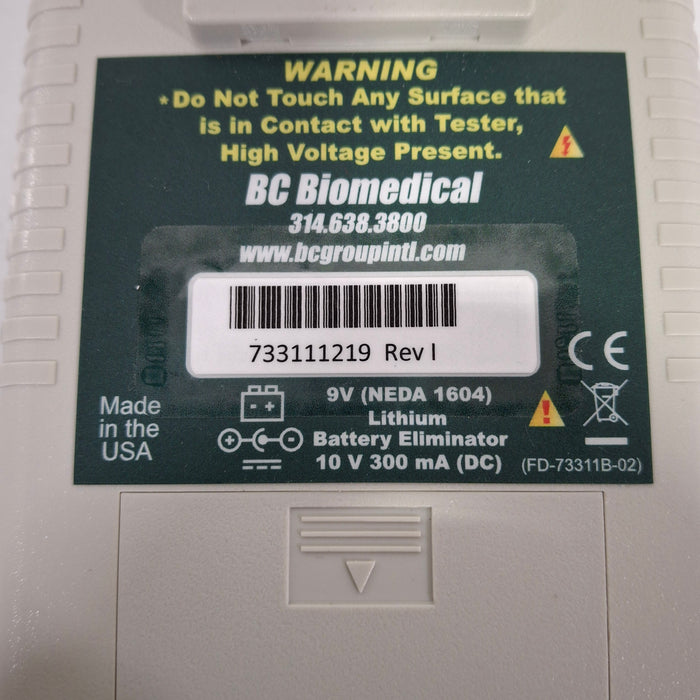 WARNING
*Do Not Touch Any Surface that
is in Contact with Tester,
High Voltage Present.
BC Biomedical
314.638.3800
www.bcgroupintl.com
733111219 Rev I
CE
Made
in the
USA
9V (NEDA 1604)
Lithium
Battery Eliminator
10 V 300 mA (DC)
(FD-73311B-02)